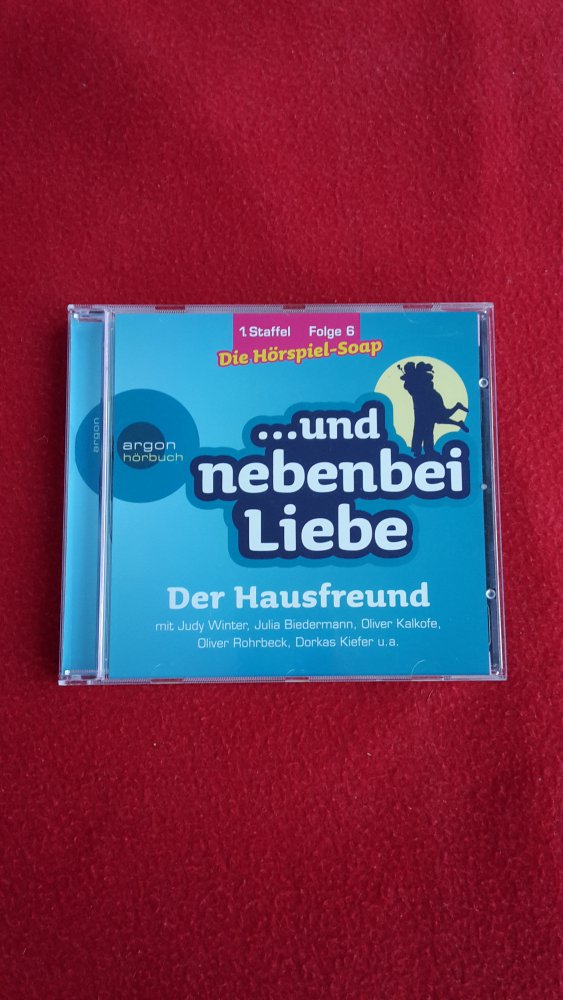 1. Staffel Folge 6
Die Hörspiel-Soap
argon
argon
hörbuch
...und
nebenbei
Liebe
Der Hausfreund
mit Judy Winter, Julia Biedermann, Oliver Kalkofe,
Oliver Rohrbeck, Dorkas Kiefer u.a.